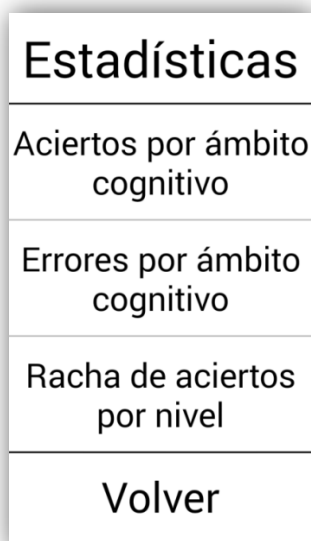 Estadísticas
Aciertos por ámbito
cognitivo
Errores por ámbito
cognitivo
Racha de aciertos
por nivel
Volver